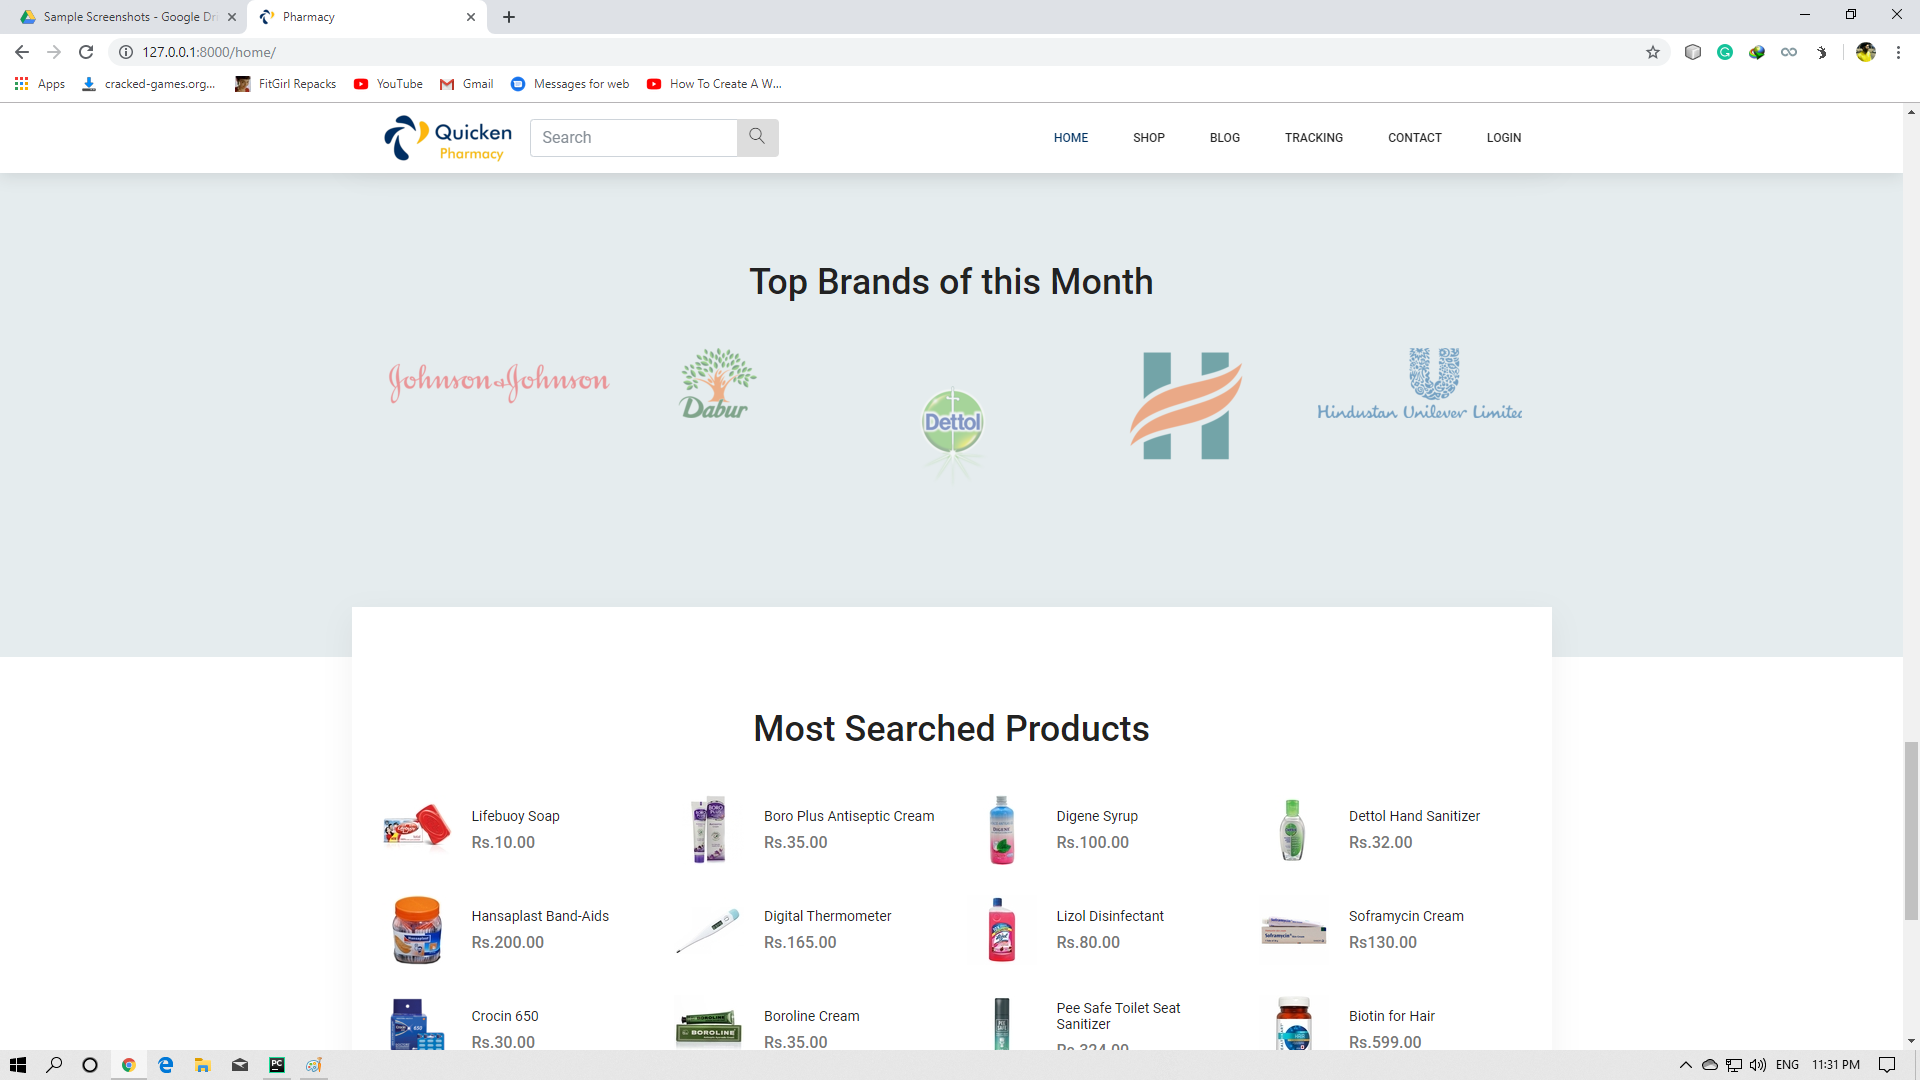 Sample Screenshots - Google Dri
Pharmacy
127.0.0.1:8000/home/
Apps
cracked-games.org...
FitGirl Repacks
YouTube
Gmail
Messages for web
How To Create A W...
Quicken
Pharmacy
Search
HOME
SHOP
BLOG
TRACKING
CONTACT
LOGIN
Top Brands of this Month
Johnson & Johnson
Dabur
Dettol
H
Hindustan Unilever Limited
Most Searched Products
Lifebuoy Soap
Rs.10.00
Boro Plus Antiseptic Cream
Rs.35.00
Digene Syrup
Rs.100.00
Dettol Hand Sanitizer
Rs.32.00
Hansaplast Band-Aids
Rs.200.00
Digital Thermometer
Rs.165.00
Lizol Disinfectant
Rs.80.00
Soframycin Cream
Rs130.00
Crocin 650
Rs.30.00
Boroline Cream
Rs.35.00
BOROLINE
Pee Safe Toilet Seat
Sanitizer
Rs.324.00
Biotin for Hair
Rs.599.00
ENG
11:31 PM